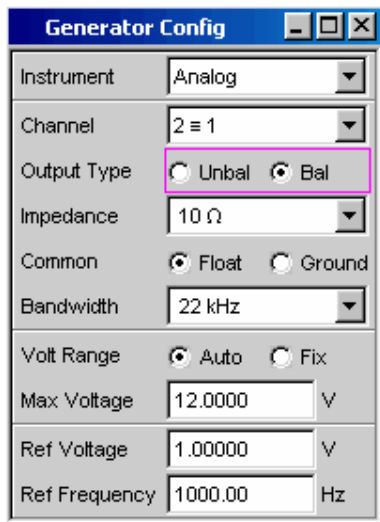 Generator Config
Instrument Analog
Channel 2 ≡ 1
Output Type Unbal Bal
Impedance 10 Ω
Common Float Ground
Bandwidth 22 kHz
Volt Range Auto Fix
Max Voltage 12.0000 V
Ref Voltage 1.00000 V
Ref Frequency 1000.00 Hz